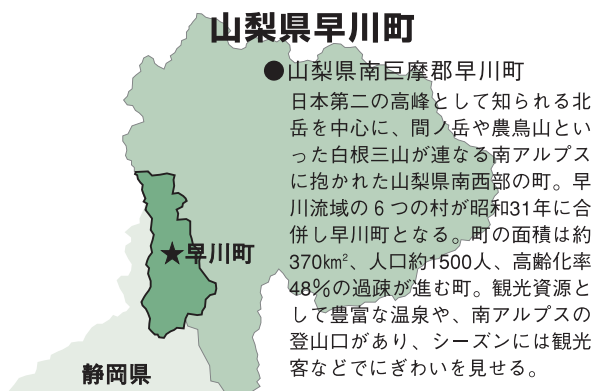 山梨県早川町
●山梨県南巨摩郡早川町
日本第二の高峰として知られる北
岳を中心に、間ノ岳や農鳥山とい
った白根三山が連なる南アルプス
に抱かれた山梨県南西部の町。早
川流域の6つの村が昭和31年に合
併し早川町となる。町の面積は約
370㎢、人口約1500人、高齢化率
48％の過疎が進む町。観光資源と
して豊富な温泉や、南アルプスの
登山口があり、シーズンには観光
客などでにぎわいを見せる。
★早川町
静岡県